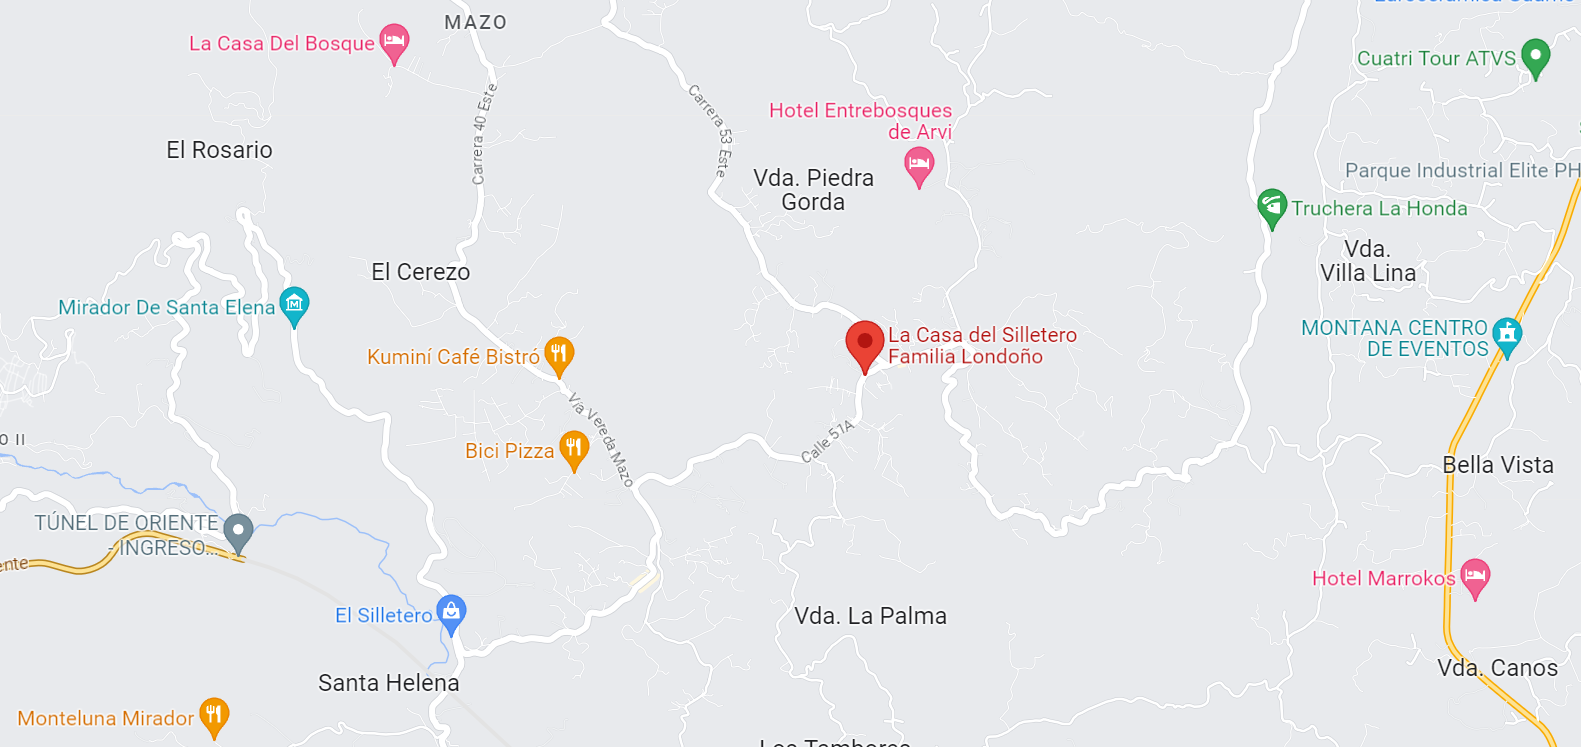 MAZO
La Casa Del Bosque
Cuatri Tour ATVS
Carrera 40 Este
Carrera 53 Este
Hotel Entrebosques
de Arvi
El Rosario
Vda. Piedra
Gorda
Parque Industrial Elite PH
Truchera La Honda
Vda.
Villa Lina
El Cerezo
Mirador De Santa Elena
Kuminí Café Bistró
La Casa del Silletero
Familia Londoño
MONTANA CENTRO
DE EVENTOS
Vía Vereda Mazo
Calle 51A
O II
Bici Pizza
Bella Vista
TÚNEL DE ORIENTE
- INGRESO...
ente
Hotel Marrokos
El Silletero
Vda. La Palma
Santa Helena
Vda. Canos
Monteluna Mirador